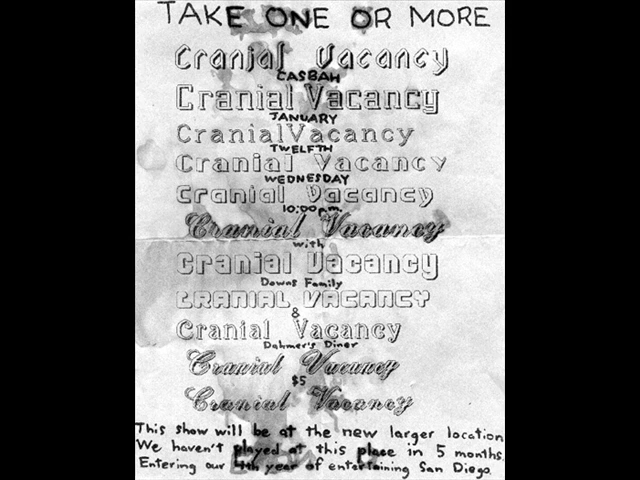 TAKE ONE OR MORE
Cranial Vacancy
CASBAH
Cranial Vacancy
JANUARY
Cranial Vacancy
TWELFTH
Cranial Vacancy
WEDNESDAY
Cranial Vacancy
10:00 p.m.
Cranial Vacancy
with
Cranial Vacancy
Downs Family
CRANIAL VACANCY
&
Cranial Vacancy
Dahmer's Diner
Cranial Vacancy
$5
Cranial Vacancy
This show will be at the new larger location
We haven't played at this place in 5 months.
Entering our 4th year of entertaining San Diego.